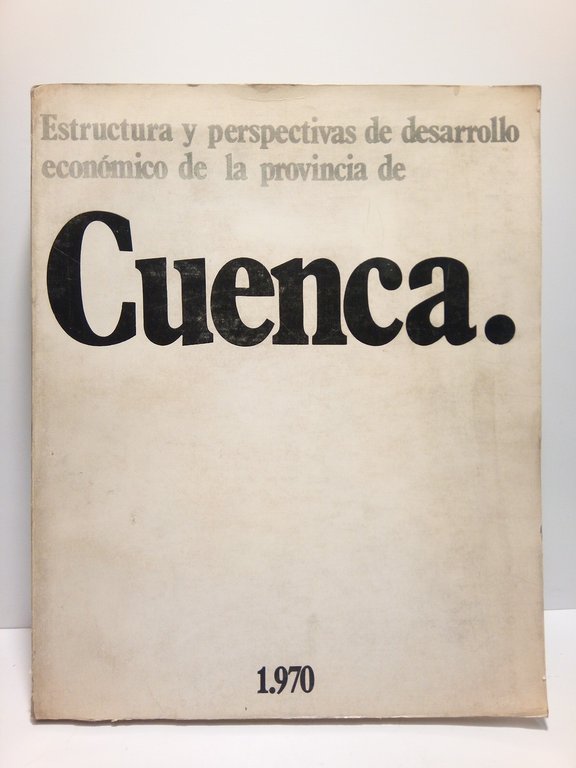 Estructura y perspectivas de desarrollo
económico de la provincia de
Cuenca.
1.970